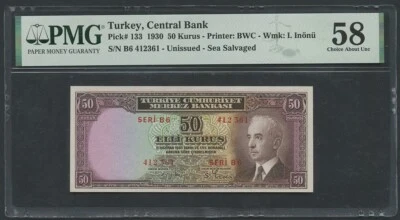 PMG
PAPER MONEY GUARANTY
Turkey, Central Bank
Pick# 133 1930 50 Kurus - Printer: BWC - Wmk: I. Inönü
S/N B6 412361 - Unissued - Sea Salvaged
58
Choice About Unc
50
TÜRKİYE CUMHURİYET
MERKEZ BANKASI
50
SERI B6
50
412361
ELLİ KURUŞ
412361
SERI B6
50
50